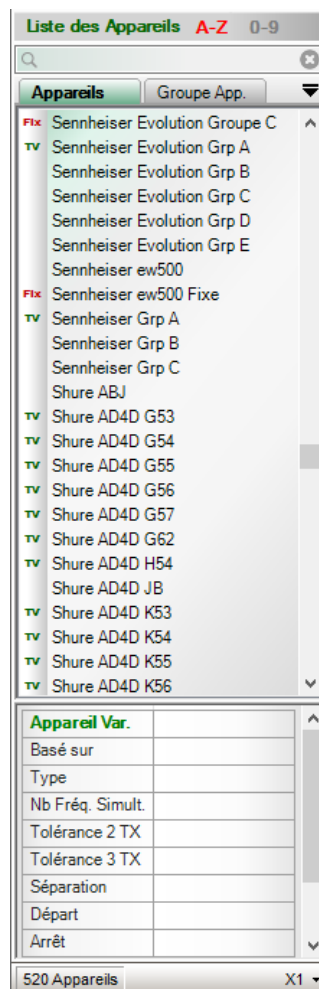 Liste des Appareils A-Z 0-9
Appareils Groupe App.
Fix Sennheiser Evolution Groupe C
TV Sennheiser Evolution Grp A
Sennheiser Evolution Grp B
Sennheiser Evolution Grp C
Sennheiser Evolution Grp D
Sennheiser Evolution Grp E
Sennheiser ew500
Fix Sennheiser ew500 Fixe
TV Sennheiser Grp A
Sennheiser Grp B
Sennheiser Grp C
Shure ABJ
TV Shure AD4D G53
TV Shure AD4D G54
TV Shure AD4D G55
TV Shure AD4D G56
TV Shure AD4D G57
TV Shure AD4D G62
TV Shure AD4D H54
Shure AD4D JB
TV Shure AD4D K53
TV Shure AD4D K54
TV Shure AD4D K55
TV Shure AD4D K56
Appareil Var.
Basé sur
Type
Nb Fréq. Simult.
Tolérance 2 TX
Tolérance 3 TX
Séparation
Départ
Arrêt
520 Appareils X1